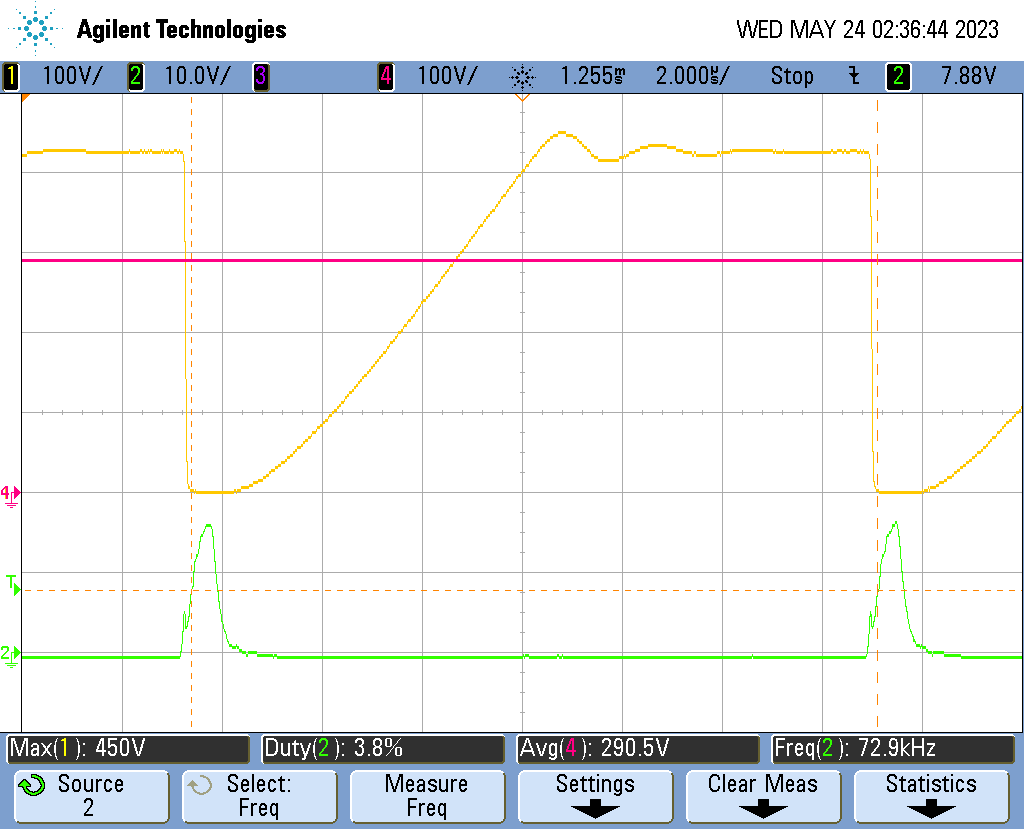 Agilent Technologies WED MAY 24 02:36:44 2023
1 100V/ 2 10.0V/ 3 4 100V/ 1.255ms 2.000µs/ Stop 2 7.88V
4
T
2
Max(1): 450V Duty(2): 3.8% Avg(4): 290.5V Freq(2): 72.9kHz
Source Select: Measure Settings Clear Meas Statistics
2 Freq Freq